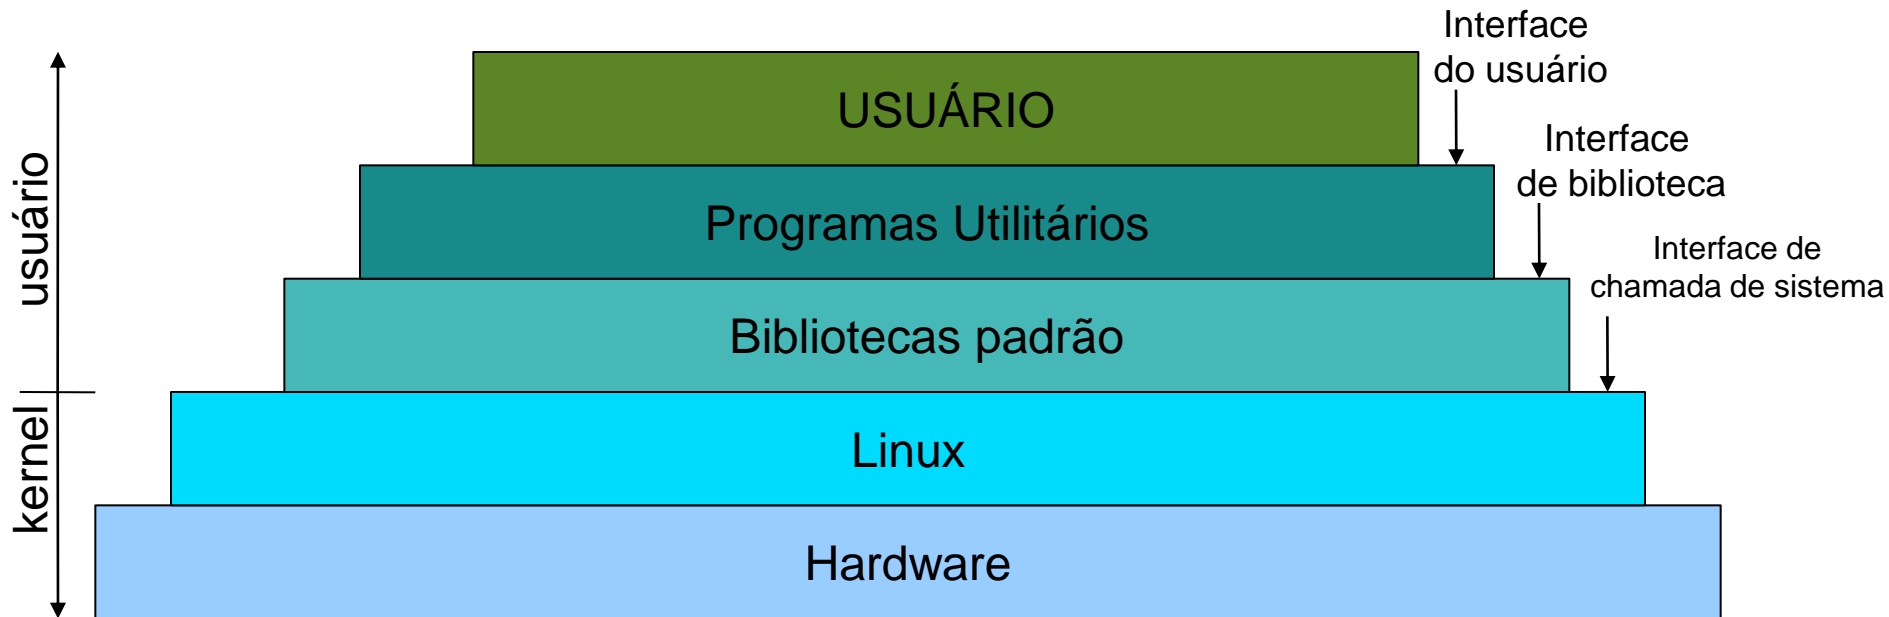 Interface
do usuário
USUÁRIO
Interface
de biblioteca
Programas Utilitários
Interface de
chamada de sistema
Bibliotecas padrão
Linux
Hardware
usuário
kernel